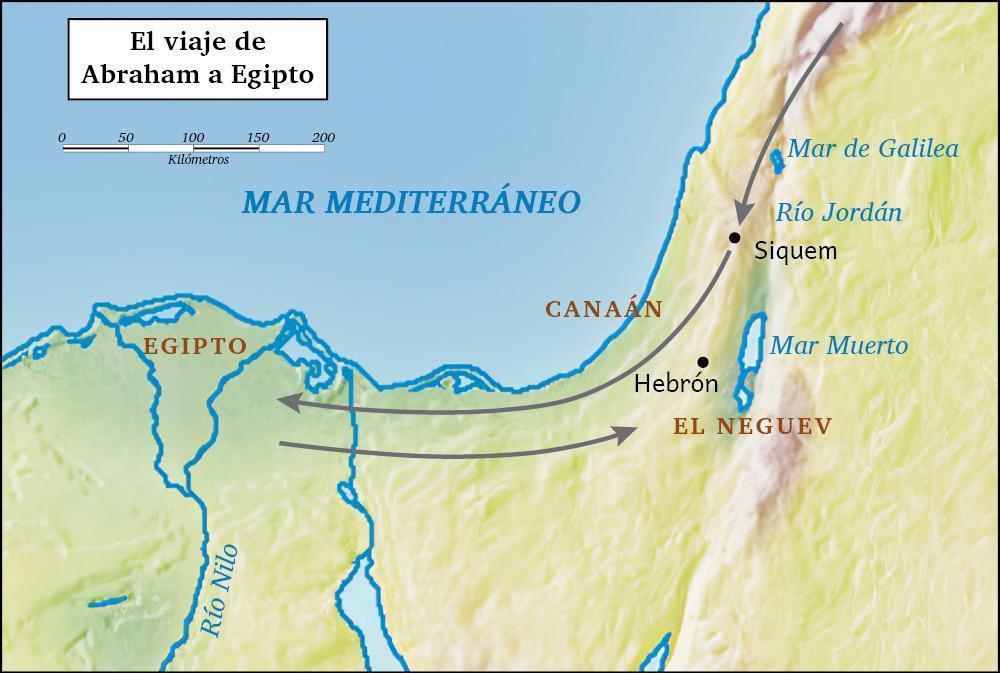 El viaje de
Abraham a Egipto
0 50 100 150 200
Kilómetros
Mar de Galilea
MAR MEDITERRÁNEO
Río Jordán
Siquem
CANAÁN
EGIPTO
Mar Muerto
Hebrón
EL NEGUEV
Río Nilo